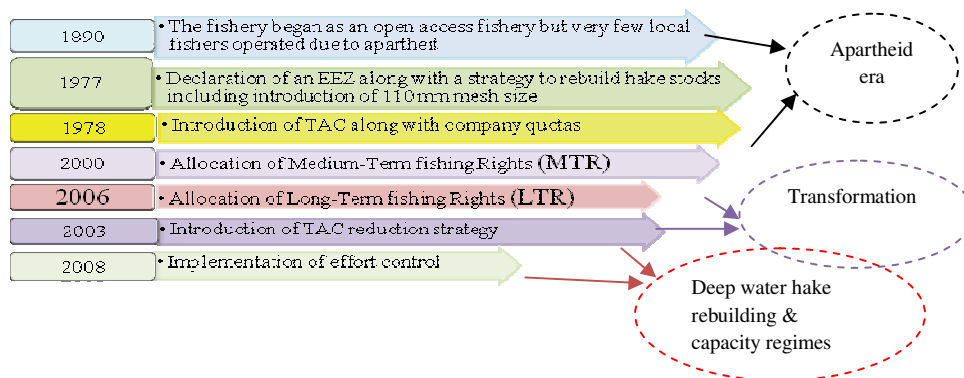 1890
• The fishery began as an open access fishery but very few local
fishers operated due to apartheit
1977
• Declaration of an EEZ along with a strategy to rebuild hake stocks
including introduction of 110 mm mesh size
1978
• Introduction of TAC along with company quotas
2000
• Allocation of Medium-Term fishing Rights (MTR)
2006
• Allocation of Long-Term fishing Rights (LTR)
2003
• Introduction of TAC reduction strategy
2008
• Implementation of effort control
Apartheid
era
Transformation
Deep water hake
rebuilding &
capacity regimes